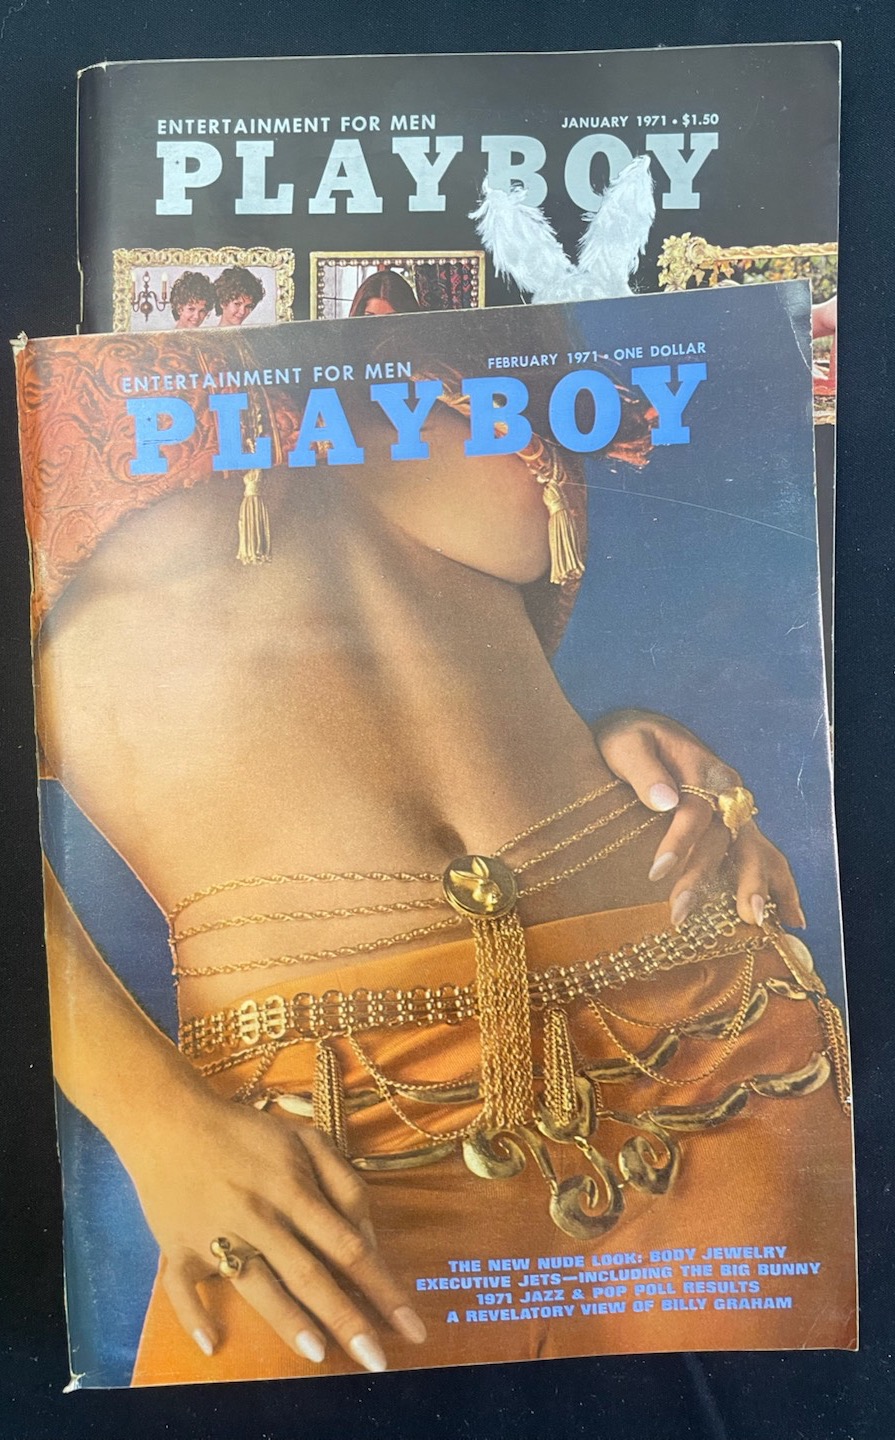 ENTERTAINMENT FOR MEN
JANUARY 1971 • $1.50
PLAYBOY
ENTERTAINMENT FOR MEN
FEBRUARY 1971 • ONE DOLLAR
PLAYBOY
THE NEW NUDE LOOK: BODY JEWELRY
EXECUTIVE JETS—INCLUDING THE BIG BUNNY
1971 JAZZ & POP POLL RESULTS
A REVELATORY VIEW OF BILLY GRAHAM